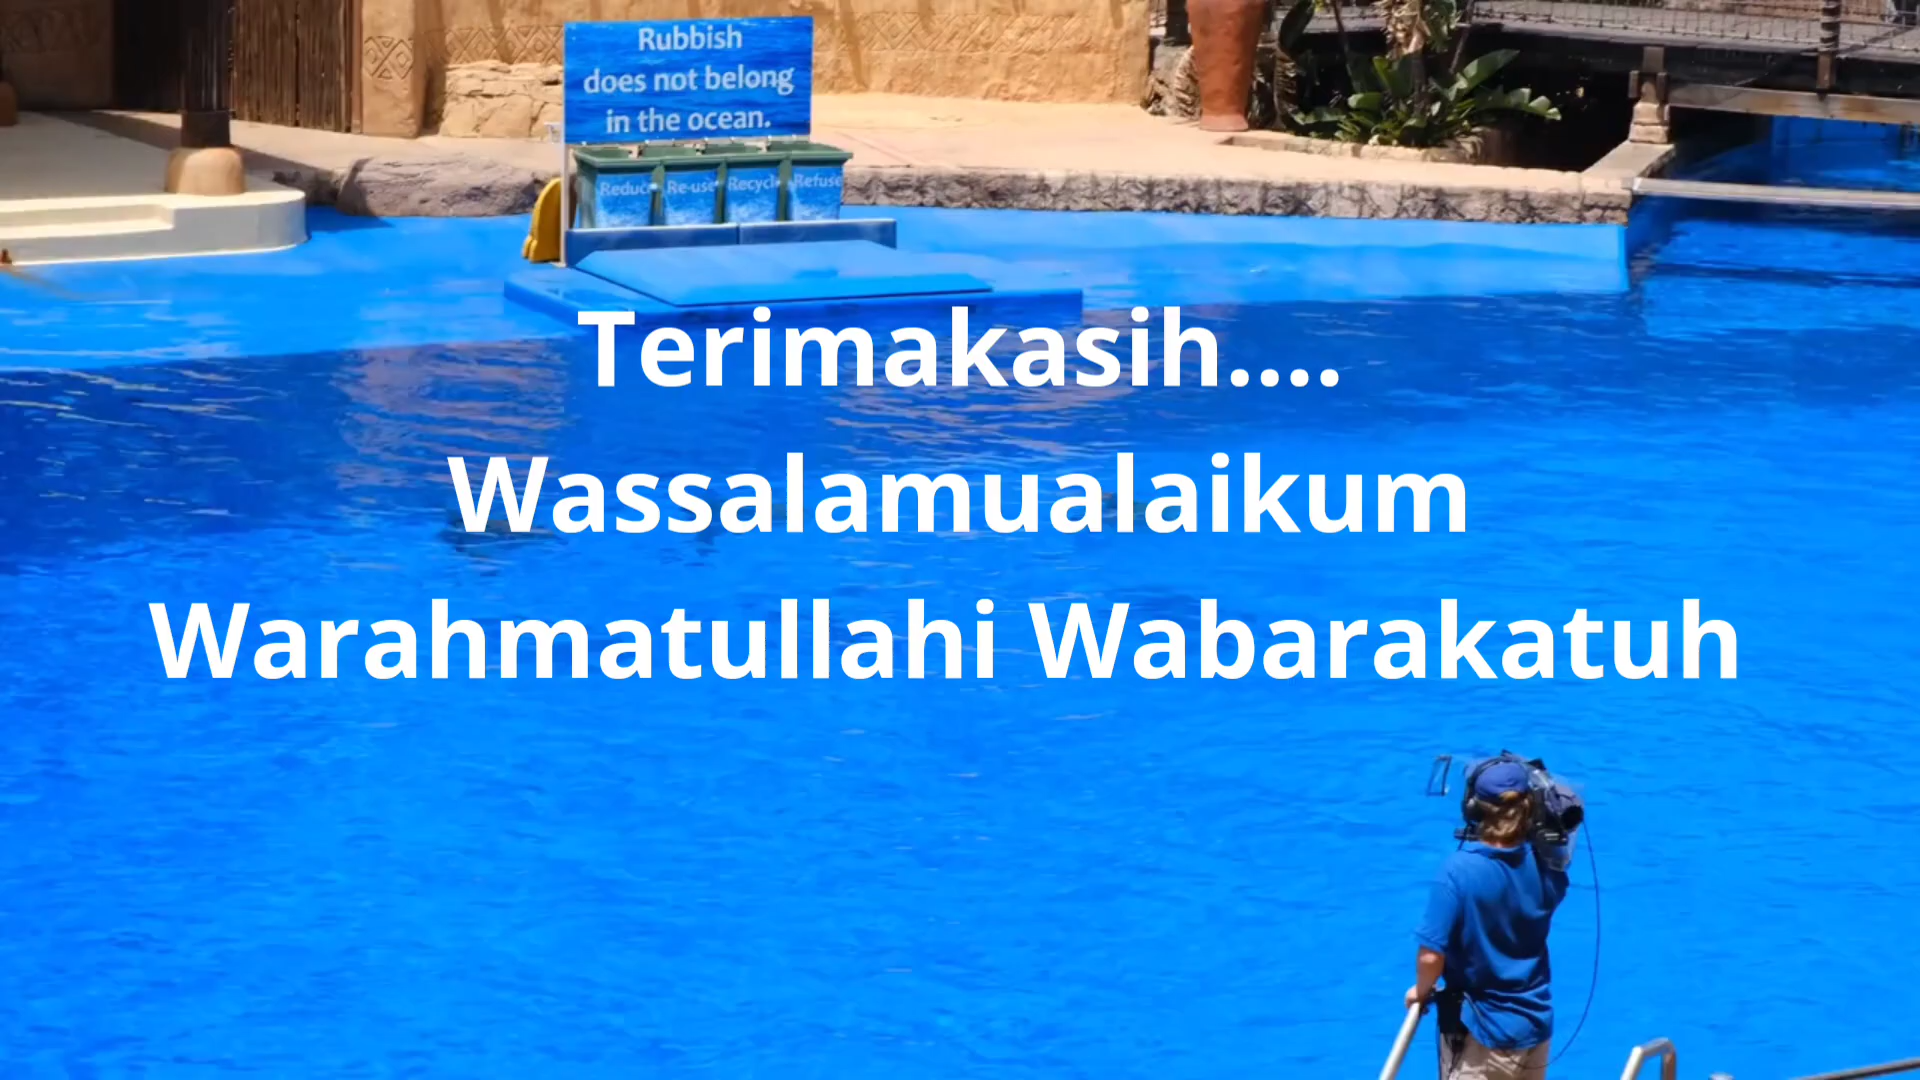 Rubbish
does not belong
in the ocean.
Reduce Re-use Recycle Refuse
Terimakasih....
Wassalamualaikum
Warahmatullahi Wabarakatuh